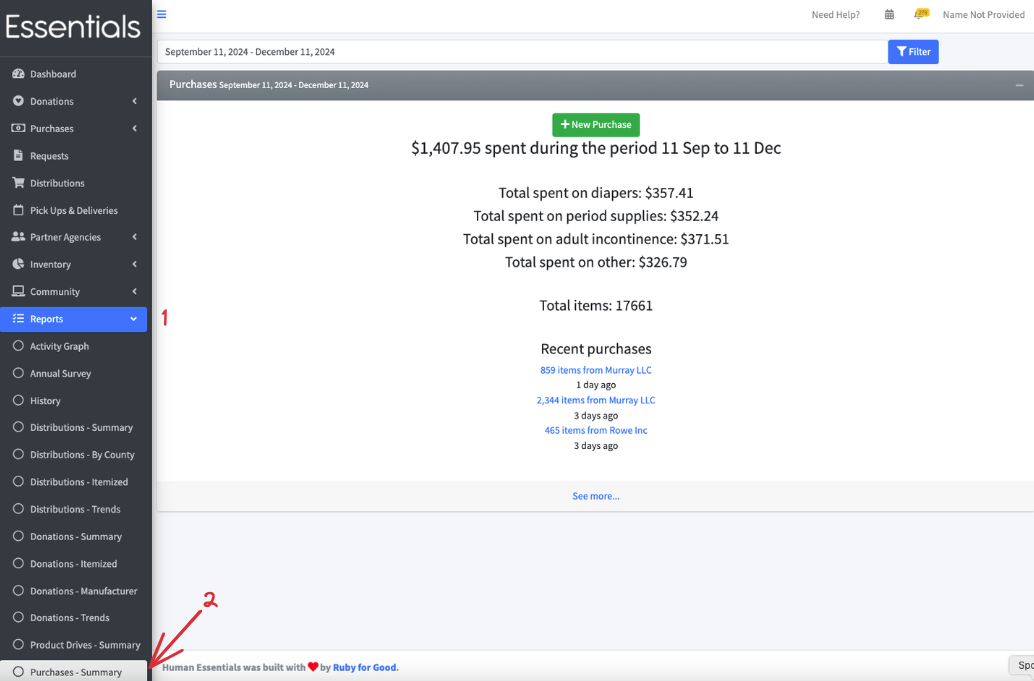 Essentials
Need Help?
276
Name Not Provided
September 11, 2024 - December 11, 2024
Filter
Dashboard
Donations
Purchases
Requests
Distributions
Pick Ups & Deliveries
Partner Agencies
Inventory
Community
Reports
1
Activity Graph
Annual Survey
History
Distributions - Summary
Distributions - By County
Distributions - Itemized
Distributions - Trends
Donations - Summary
Donations - Itemized
Donations - Manufacturer
Donations - Trends
Product Drives - Summary
Purchases - Summary
2
Purchases September 11, 2024 - December 11, 2024
New Purchase
$1,407.95 spent during the period 11 Sep to 11 Dec
Total spent on diapers: $357.41
Total spent on period supplies: $352.24
Total spent on adult incontinence: $371.51
Total spent on other: $326.79
Total items: 17661
Recent purchases
859 items from Murray LLC
1 day ago
2,344 items from Murray LLC
3 days ago
465 items from Rowe Inc
3 days ago
See more...
Human Essentials was built with ❤ by Ruby for Good.
Spo